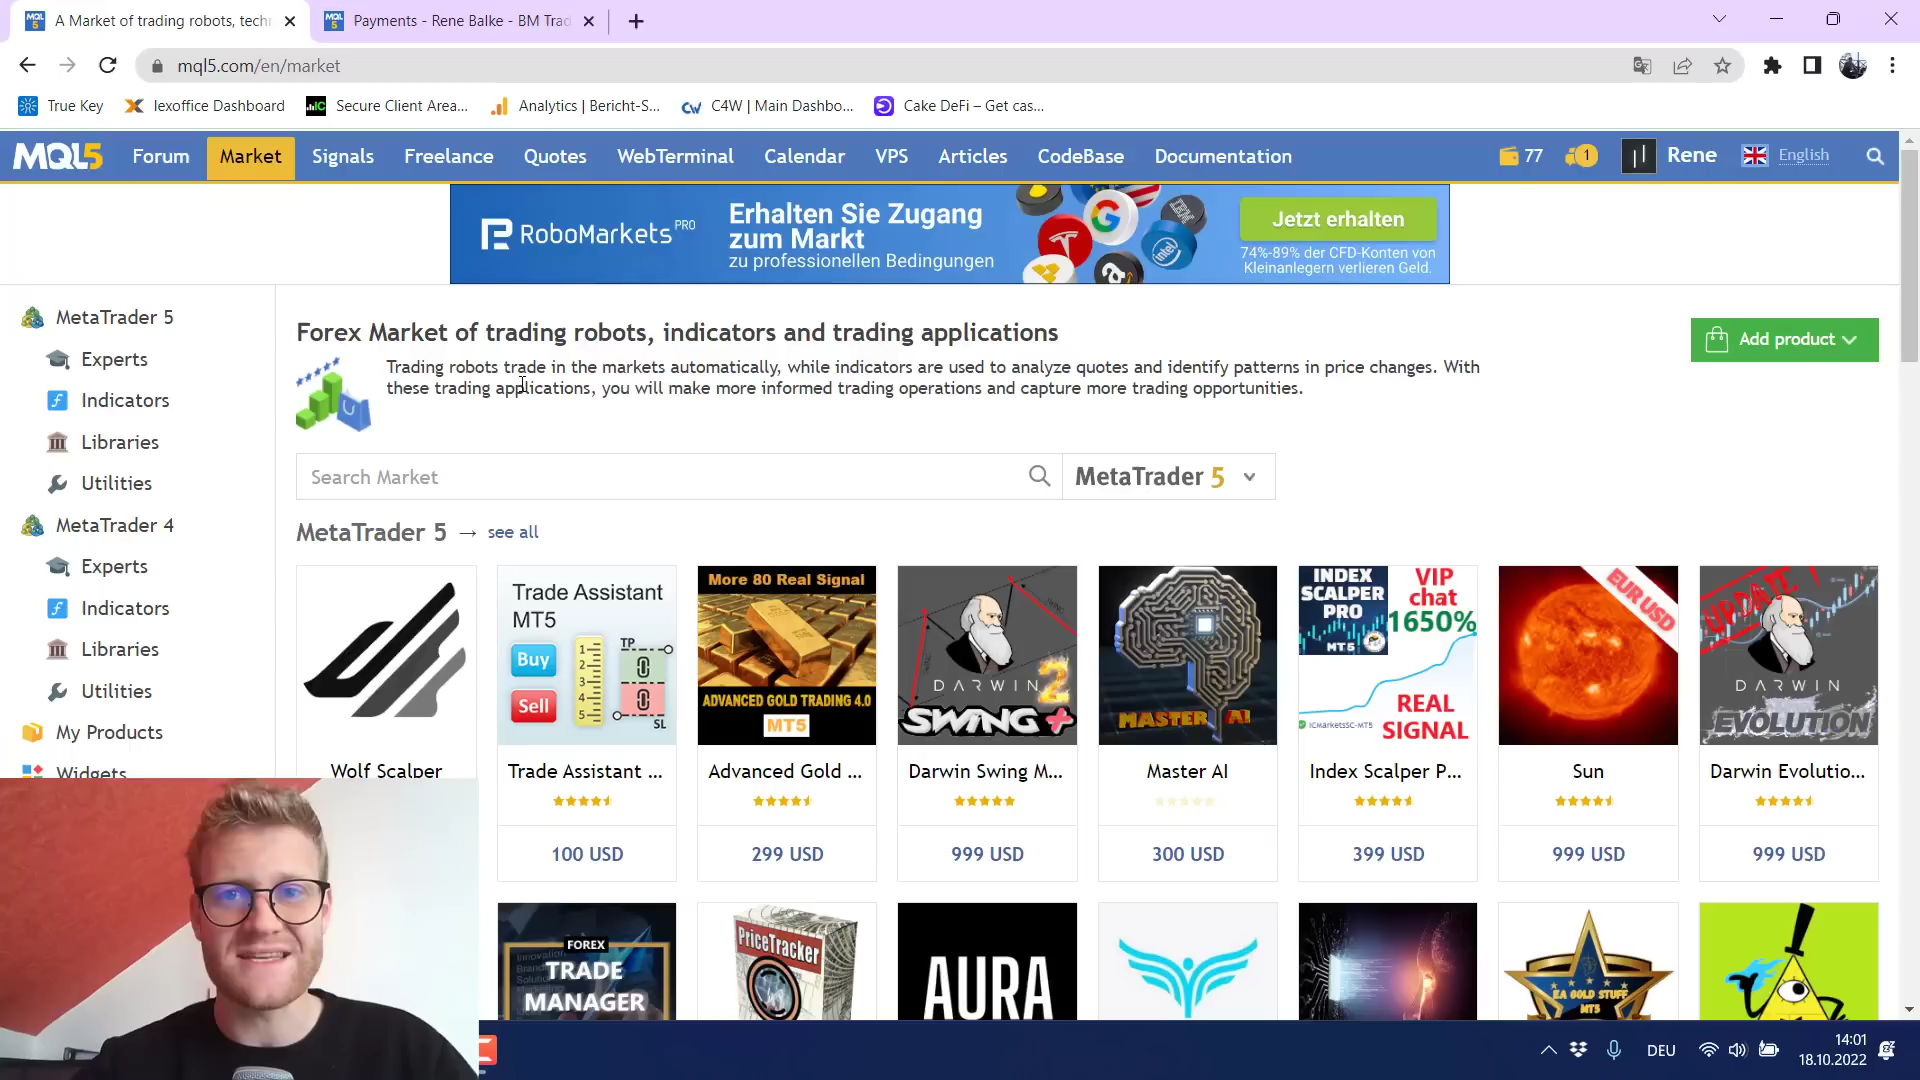 A Market of trading robots, tech
Payments - Rene Balke - BM Trad
mql5.com/en/market
True Key
lexoffice Dashboard
Secure Client Area...
Analytics | Bericht-S...
C4W | Main Dashbo...
Cake DeFi – Get cas...
MQL5
Forum
Market
Signals
Freelance
Quotes
WebTerminal
Calendar
VPS
Articles
CodeBase
Documentation
77
1
Rene
English
RoboMarkets PRO
Erhalten Sie Zugang
zum Markt
zu professionellen Bedingungen
Jetzt erhalten
74%-89% der CFD-Konten von
Kleinanlegern verlieren Geld.
MetaTrader 5
Experts
Indicators
Libraries
Utilities
MetaTrader 4
Experts
Indicators
Libraries
Utilities
My Products
Widgets
Forex Market of trading robots, indicators and trading applications
Trading robots trade in the markets automatically, while indicators are used to analyze quotes and identify patterns in price changes. With
these trading applications, you will make more informed trading operations and capture more trading opportunities.
Add product
Search Market
MetaTrader 5
MetaTrader 5 → see all
Trade Assistant
MT5
Buy
Sell
1
2
3
4
5
TP
SL
More 80 Real Signal
ADVANCED GOLD TRADING 4.0
MT5
DARWIN 2
SWING +
MASTER AI
INDEX
SCALPER
PRO
MT5
VIP
chat
1650%
ICMarketsSC-MT5
REAL
SIGNAL
EUR USD
UPDATE !
DARWIN
EVOLUTION
Wolf Scalper
Trade Assistant ...
Advanced Gold ...
Darwin Swing M...
Master AI
Index Scalper P...
Sun
Darwin Evolutio...
100 USD
299 USD
999 USD
300 USD
399 USD
999 USD
999 USD
FOREX
TRADE
MANAGER
PriceTracker
AURA
EA GOLD STUFF
MT5
DEU
14:01
18.10.2022